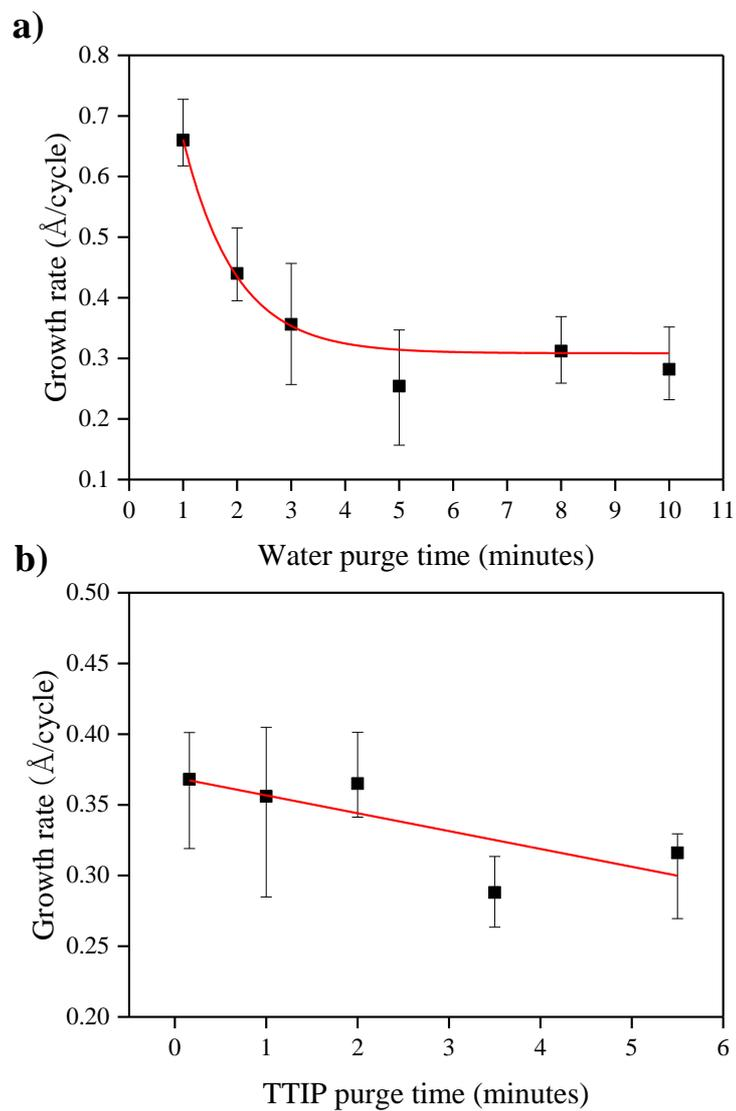 a)
0.8
0.7
0.6
0.5
0.4
0.3
0.2
0.1
Growth rate (Å/cycle)
0 1 2 3 4 5 6 7 8 9 10 11
Water purge time (minutes)
b)
0.50
0.45
0.40
0.35
0.30
0.25
0.20
Growth rate (Å/cycle)
0 1 2 3 4 5 6
TTIP purge time (minutes)